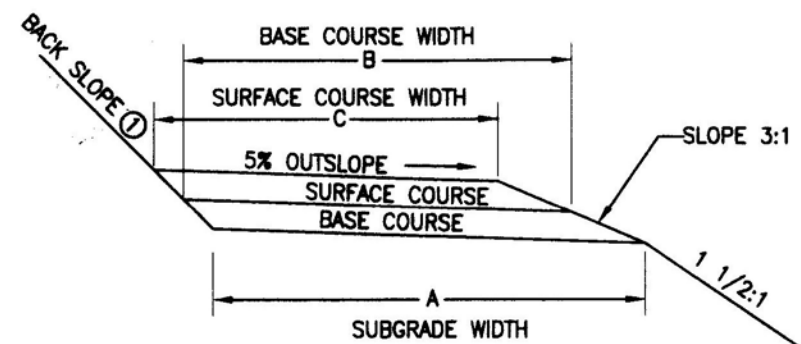 BACK SLOPE ①
BASE COURSE WIDTH
B
SURFACE COURSE WIDTH
C
SLOPE 3:1
5% OUTSLOPE
SURFACE COURSE
BASE COURSE
1 1/2:1
A
SUBGRADE WIDTH